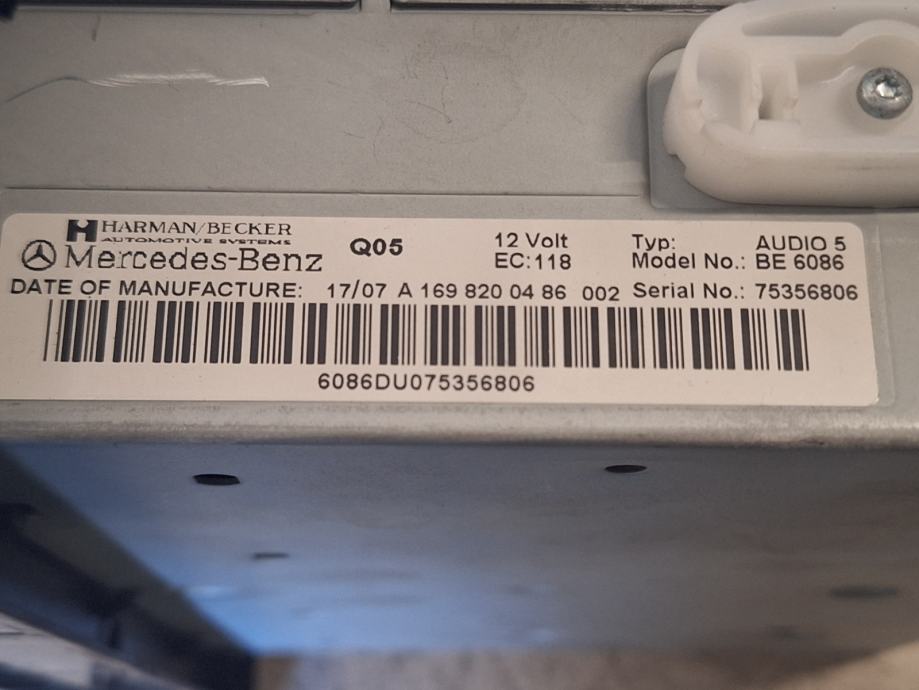 HARMAN/BECKER
AUTOMOTIVE SYSTEMS
Mercedes-Benz
Q05
12 Volt
EC:118
Typ: AUDIO 5
Model No.: BE 6086
DATE OF MANUFACTURE: 17/07 A 169 820 04 86 002 Serial No.: 75356806
6086DU075356806